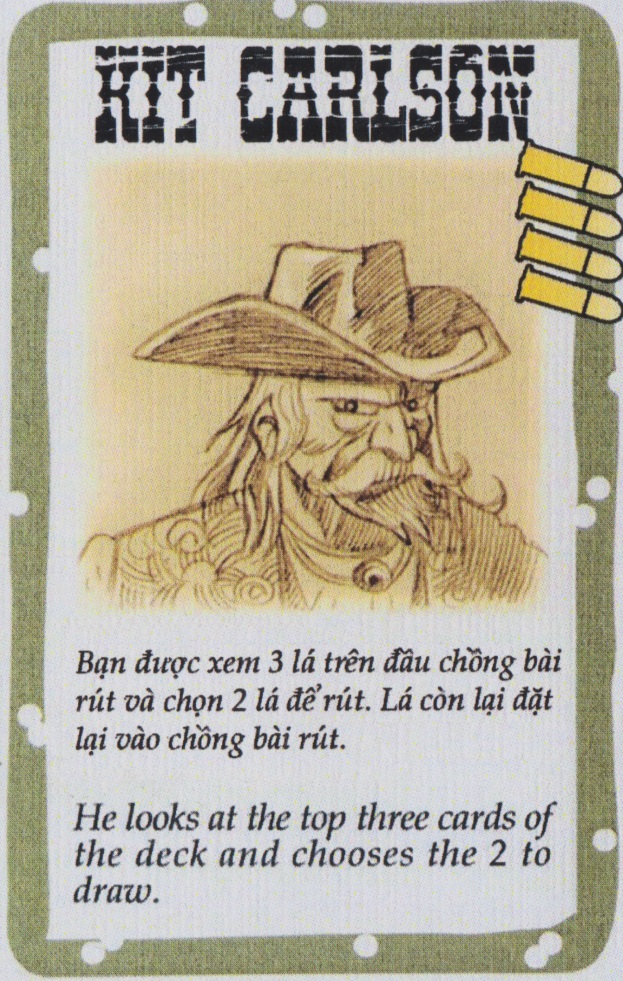 KIT CARLSON
Bạn được xem 3 lá trên đầu chồng bài
rút và chọn 2 lá để rút. Lá còn lại đặt
lại vào chồng bài rút.
He looks at the top three cards of
the deck and chooses the 2 to
draw.